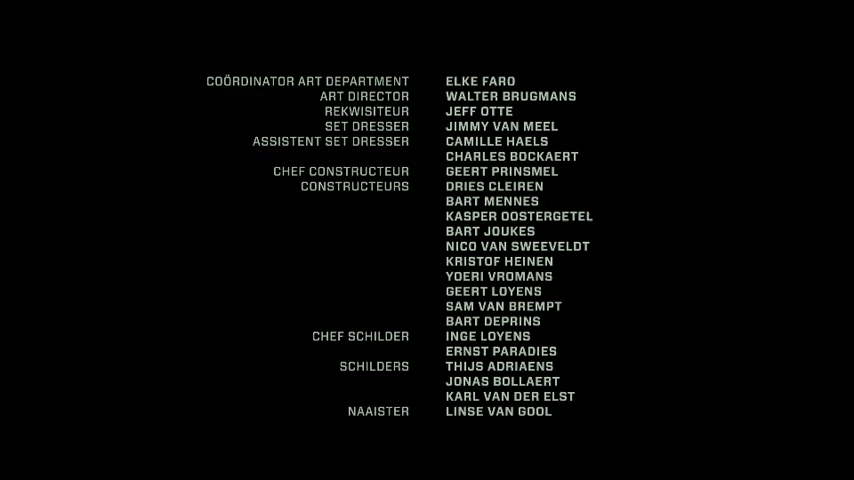 COÖRDINATOR ART DEPARTMENT ELKE FARO
ART DIRECTOR WALTER BRUGMANS
REKWISITEUR JEFF OTTE
SET DRESSER JIMMY VAN MEEL
ASSISTENT SET DRESSER CAMILLE HAELS
CHARLES BOCKAERT
CHEF CONSTRUCTEUR GEERT PRINSMEL
CONSTRUCTEURS DRIES CLEIREN
BART MENNES
KASPER OOSTERGETEL
BART JOUKES
NICO VAN SWEEVELDT
KRISTOF HEINEN
YOERI VROMANS
GEERT LOYENS
SAM VAN BREMPT
BART DEPRINS
CHEF SCHILDER INGE LOYENS
ERNST PARADIES
SCHILDERS THIJS ADRIAENS
JONAS BOLLAERT
KARL VAN DER ELST
NAAISTER LINSE VAN GOOL